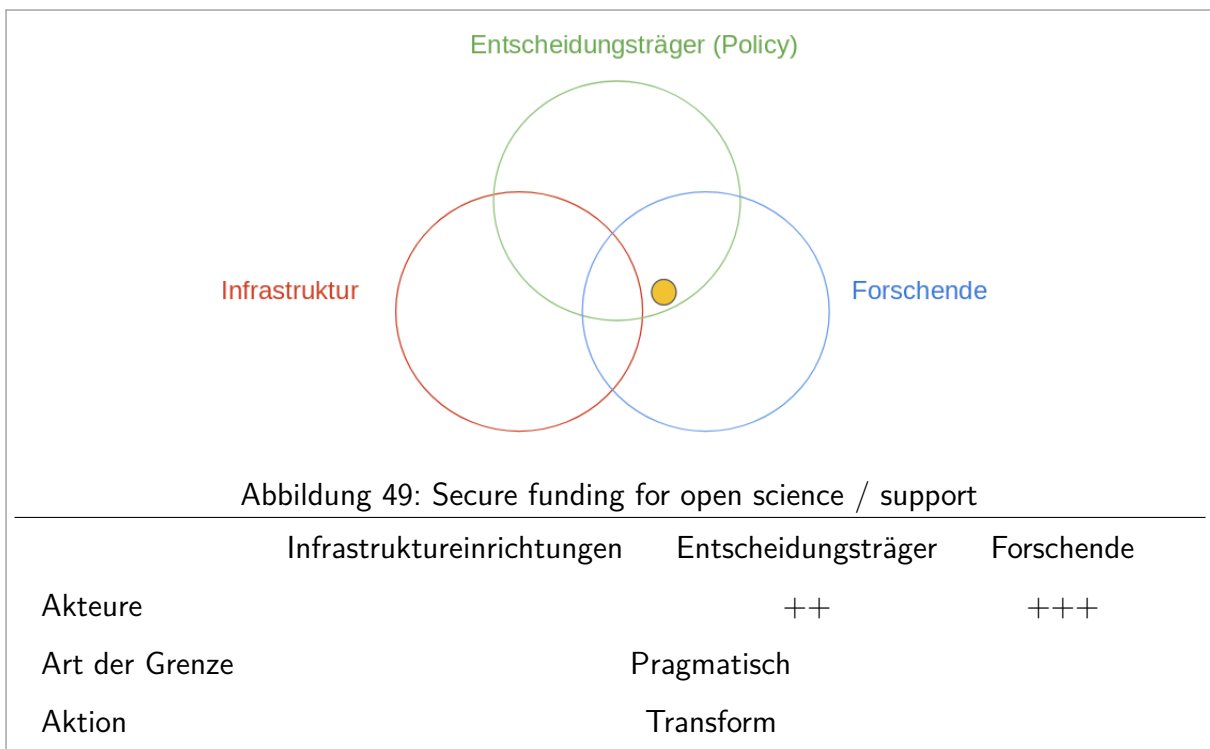 Entscheidungsträger (Policy)
Infrastruktur
Forschende
Abbildung 49: Secure funding for open science / support
Infrastruktureinrichtungen Entscheidungsträger Forschende
Akteure ++ +++
Art der Grenze Pragmatisch
Aktion Transform